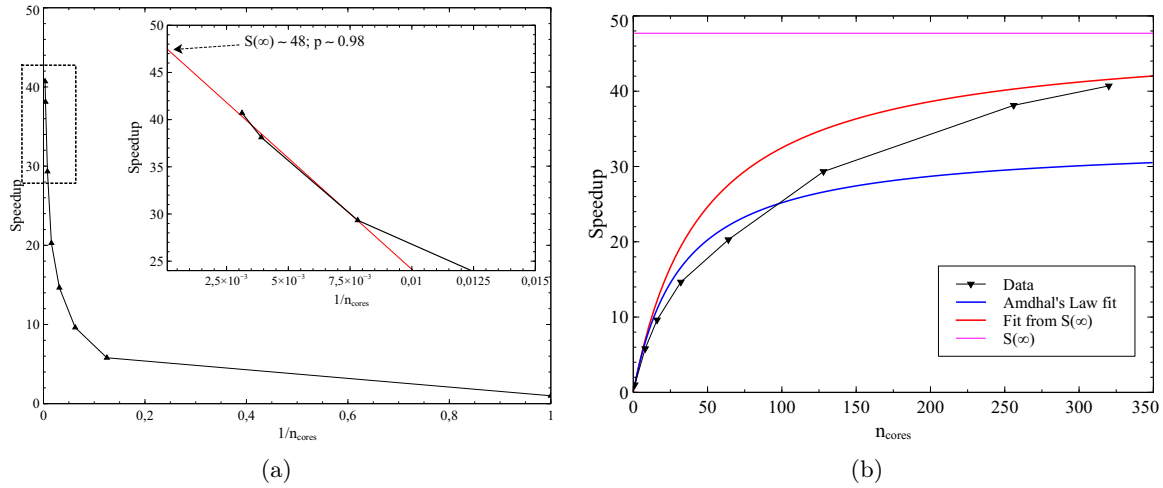 50
40
30
20
10
0
Speedup
0
0,2
0,4
0,6
0,8
1
1/n_cores
50
45
40
35
30
25
Speedup
S(∞) ~ 48; p ~ 0.98
2,5×10⁻³
5×10⁻³
7,5×10⁻³
0,01
0,0125
0,015
1/n_cores
(a)
50
40
30
20
10
0
Speedup
0
50
100
150
200
250
300
350
n_cores
Data
Amdhal's Law fit
Fit from S(∞)
S(∞)
(b)